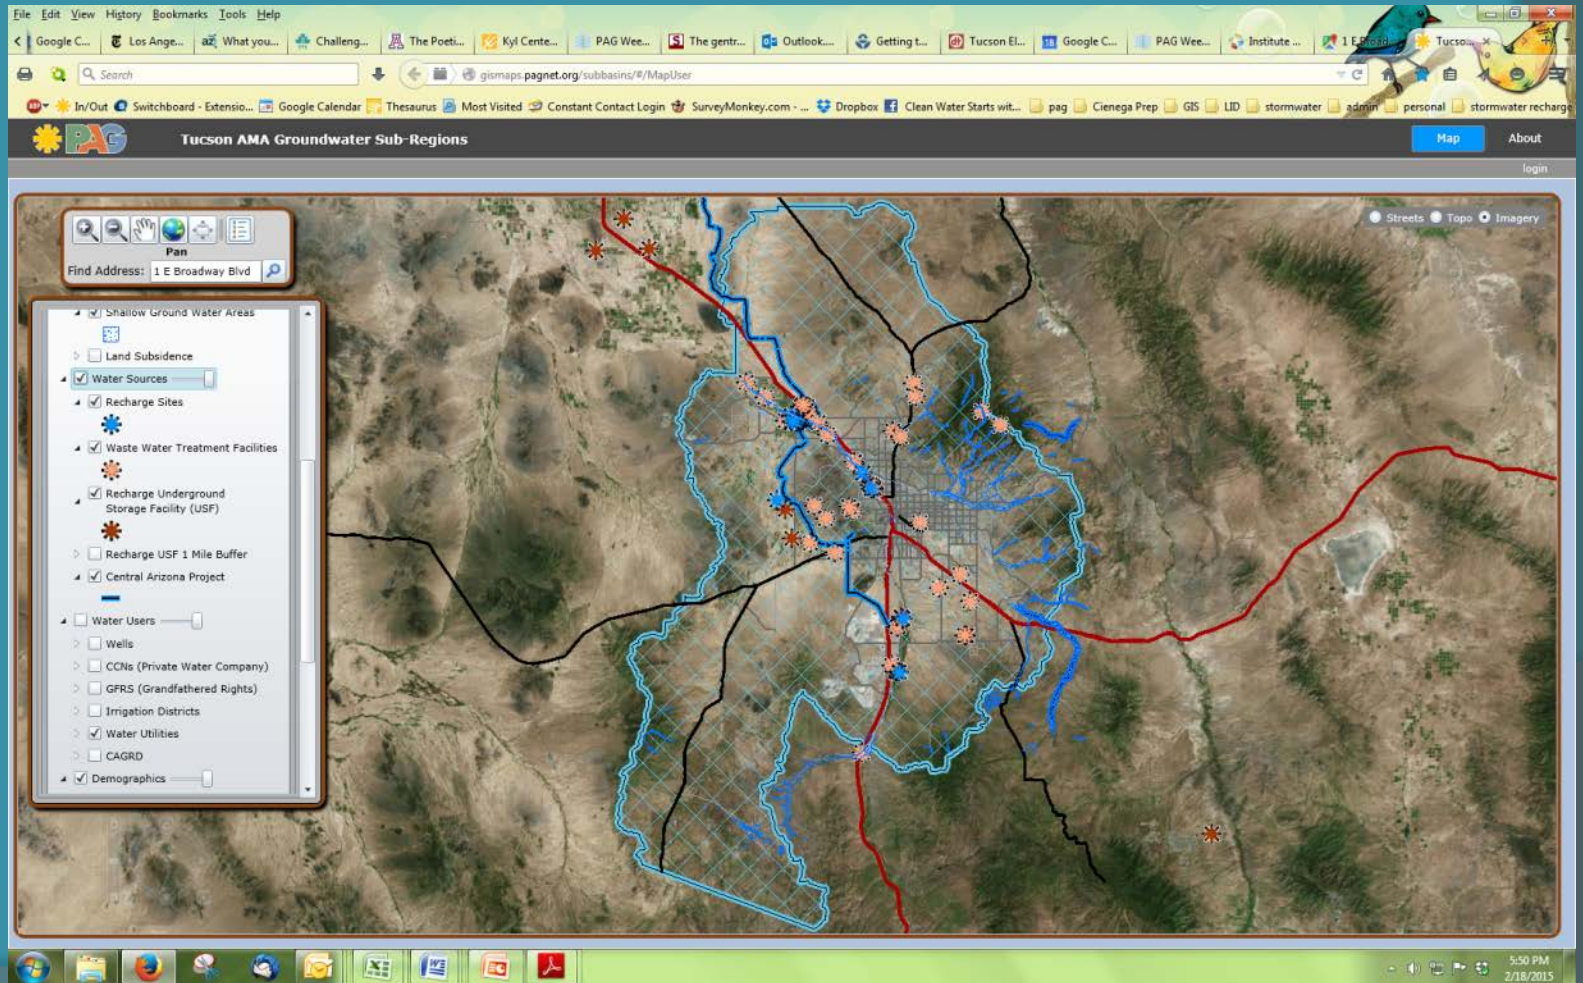 File Edit View History Bookmarks Tools Help
Google C... Los Ange... What you... Challeng... The Poeti... Kyl Cente... PAG Wee... The gentr... Outlook.... Getting t... Tucson El... Google C... PAG Wee... Institute ... 1 E Broad... Tucso...
Search gismaps.pagnet.org/subbasins/#/MapUser
In/Out Switchboard - Extensio... Google Calendar Thesaurus Most Visited Constant Contact Login SurveyMonkey.com - ... Dropbox Clean Water Starts wit... pag Cienega Prep GIS LID stormwater admin personal stormwater recharge
PAG Tucson AMA Groundwater Sub-Regions Map About
login
Streets Topo Imagery
Pan
Find Address: 1 E Broadway Blvd
Shallow Ground Water Areas
Land Subsidence
Water Sources
Recharge Sites
Waste Water Treatment Facilities
Recharge Underground
Storage Facility (USF)
Recharge USF 1 Mile Buffer
Central Arizona Project
Water Users
Wells
CCNs (Private Water Company)
GFRS (Grandfathered Rights)
Irrigation Districts
Water Utilities
CAGRD
Demographics
5:50 PM
2/18/2015